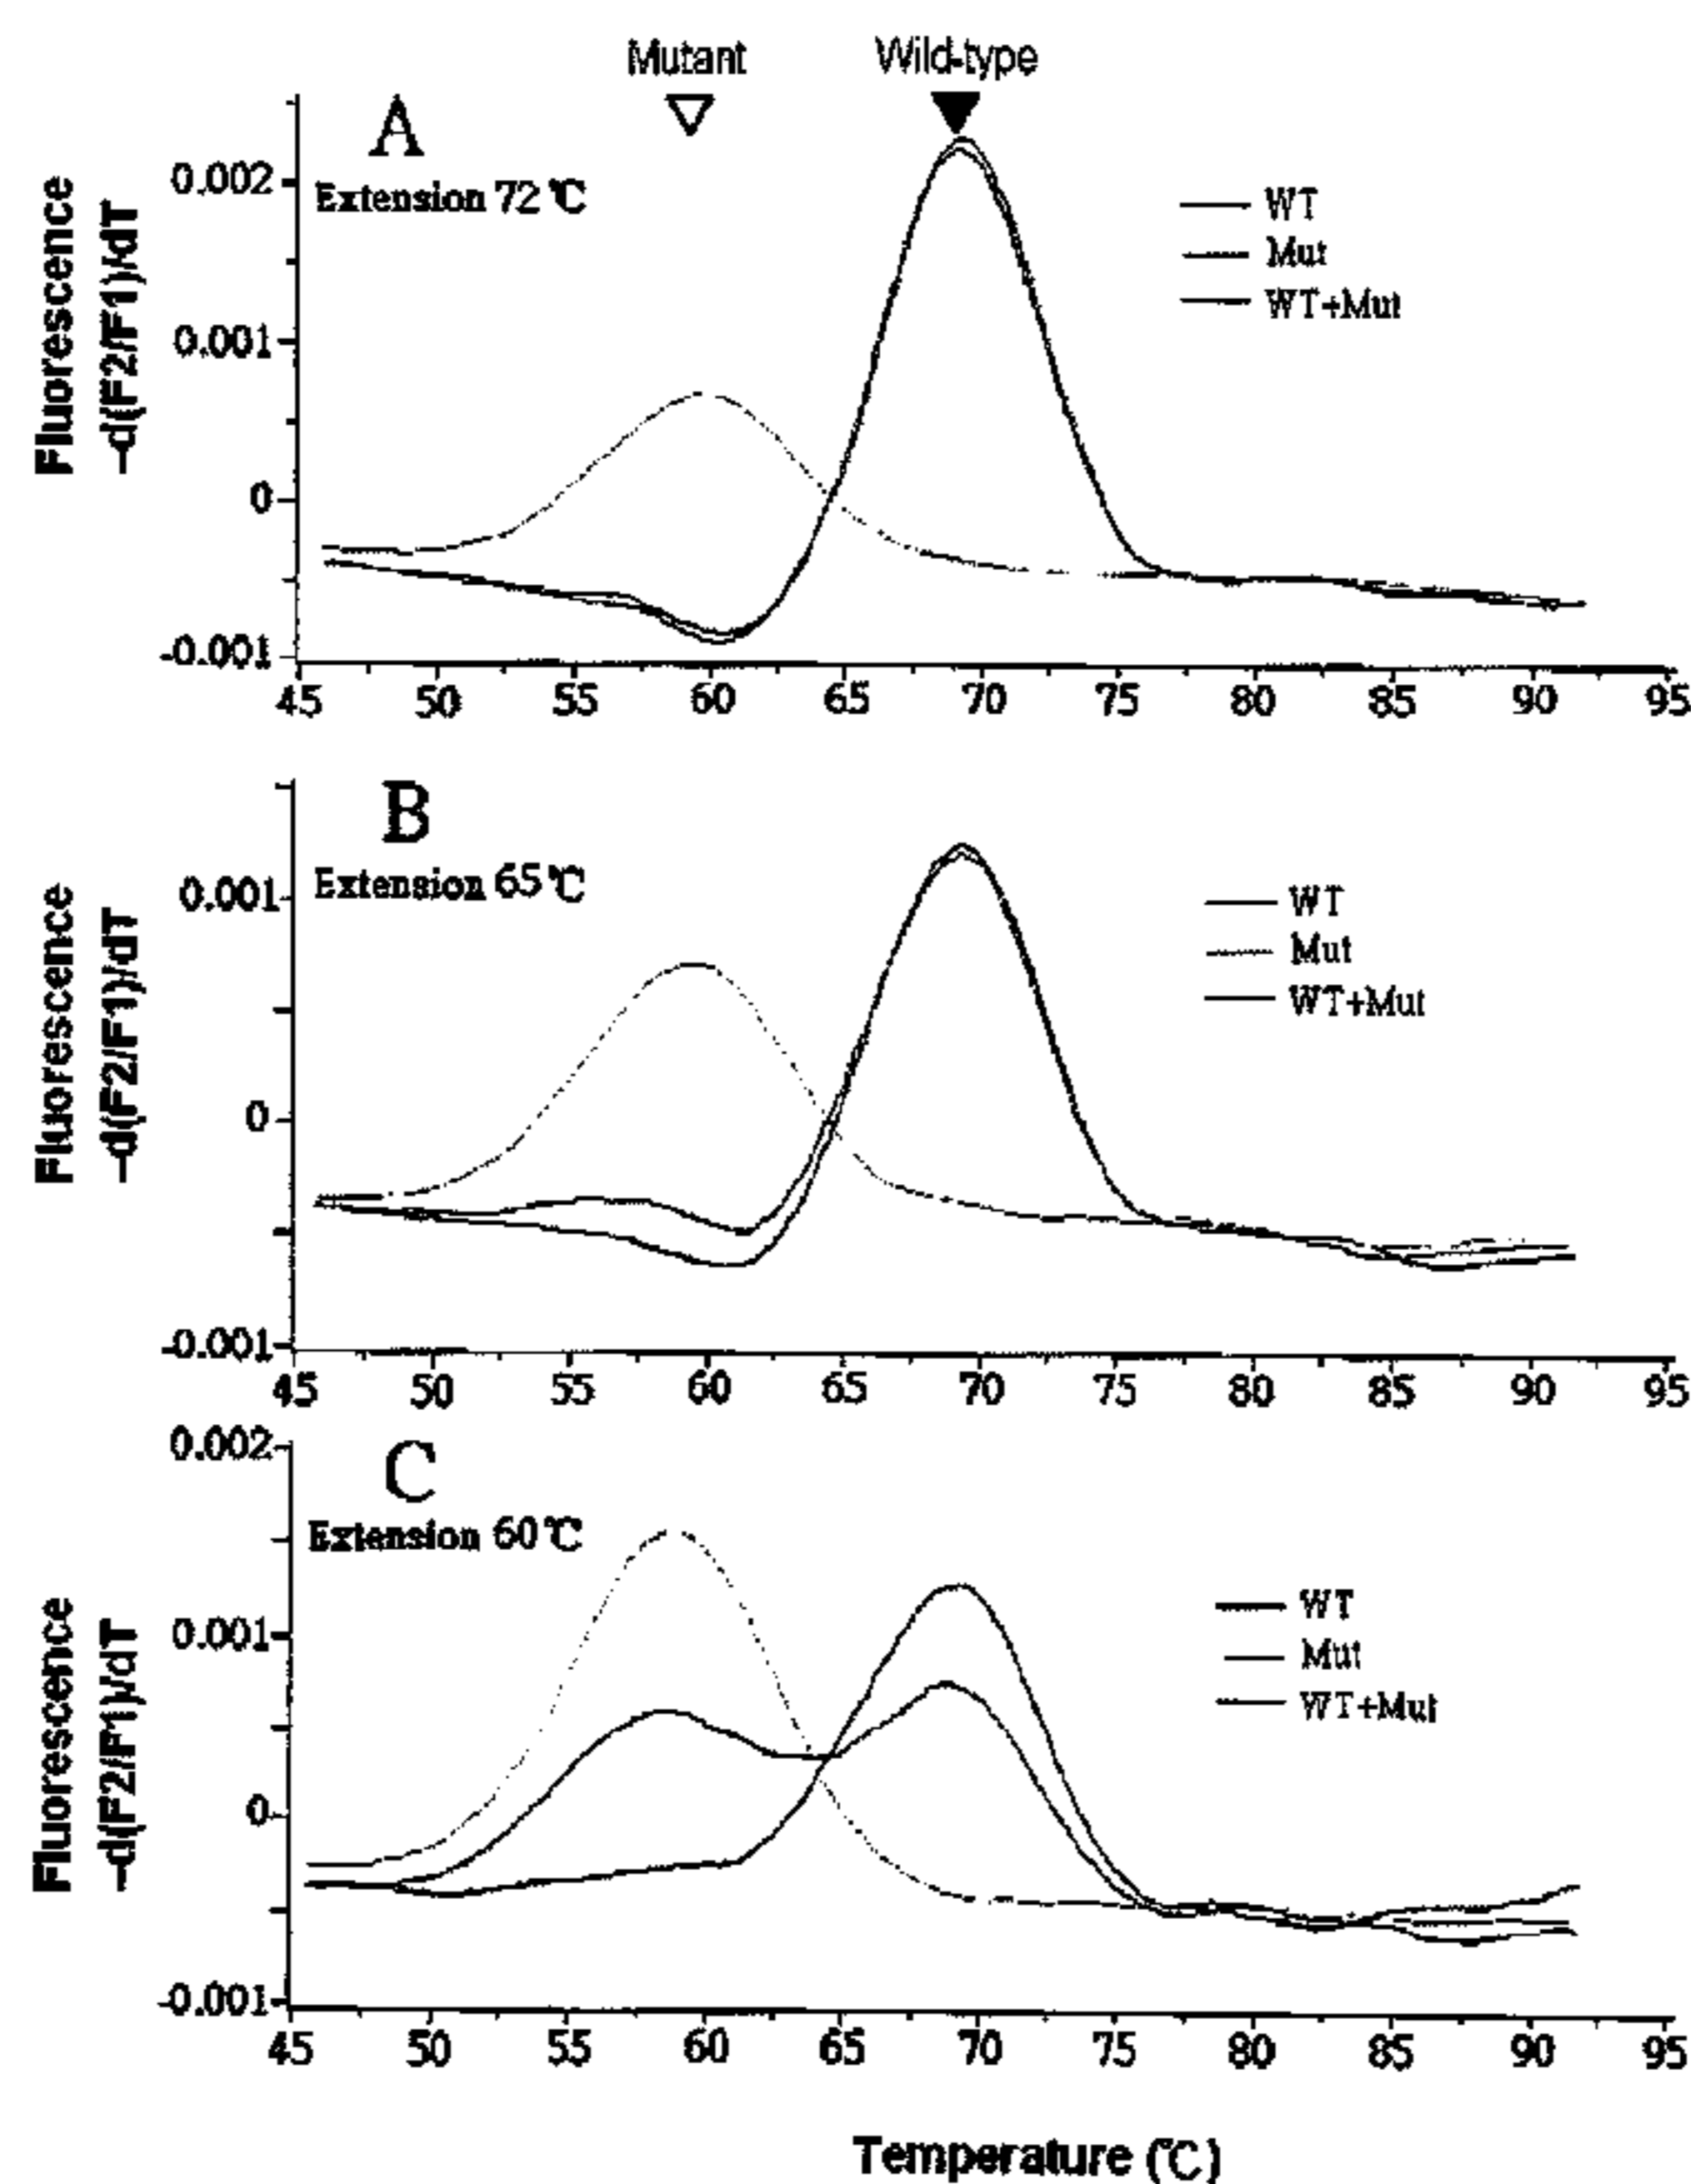 Mutant Wild-type
A
Extension 72℃
Fluorescence
-d(F2/F1)/dT
0.002
0.001
0
-0.001
WT
Mut
WT+Mut
45 50 55 60 65 70 75 80 85 90 95
B
Extension 65℃
Fluorescence
-d(F2/F1)/dT
0.001
0
-0.001
WT
Mut
WT+Mut
45 50 55 60 65 70 75 80 85 90 95
C
Extension 60℃
Fluorescence
-d(F2/F1)/dT
0.002
0.001
0
-0.001
WT
Mut
WT+Mut
45 50 55 60 65 70 75 80 85 90 95
Temperature (℃)